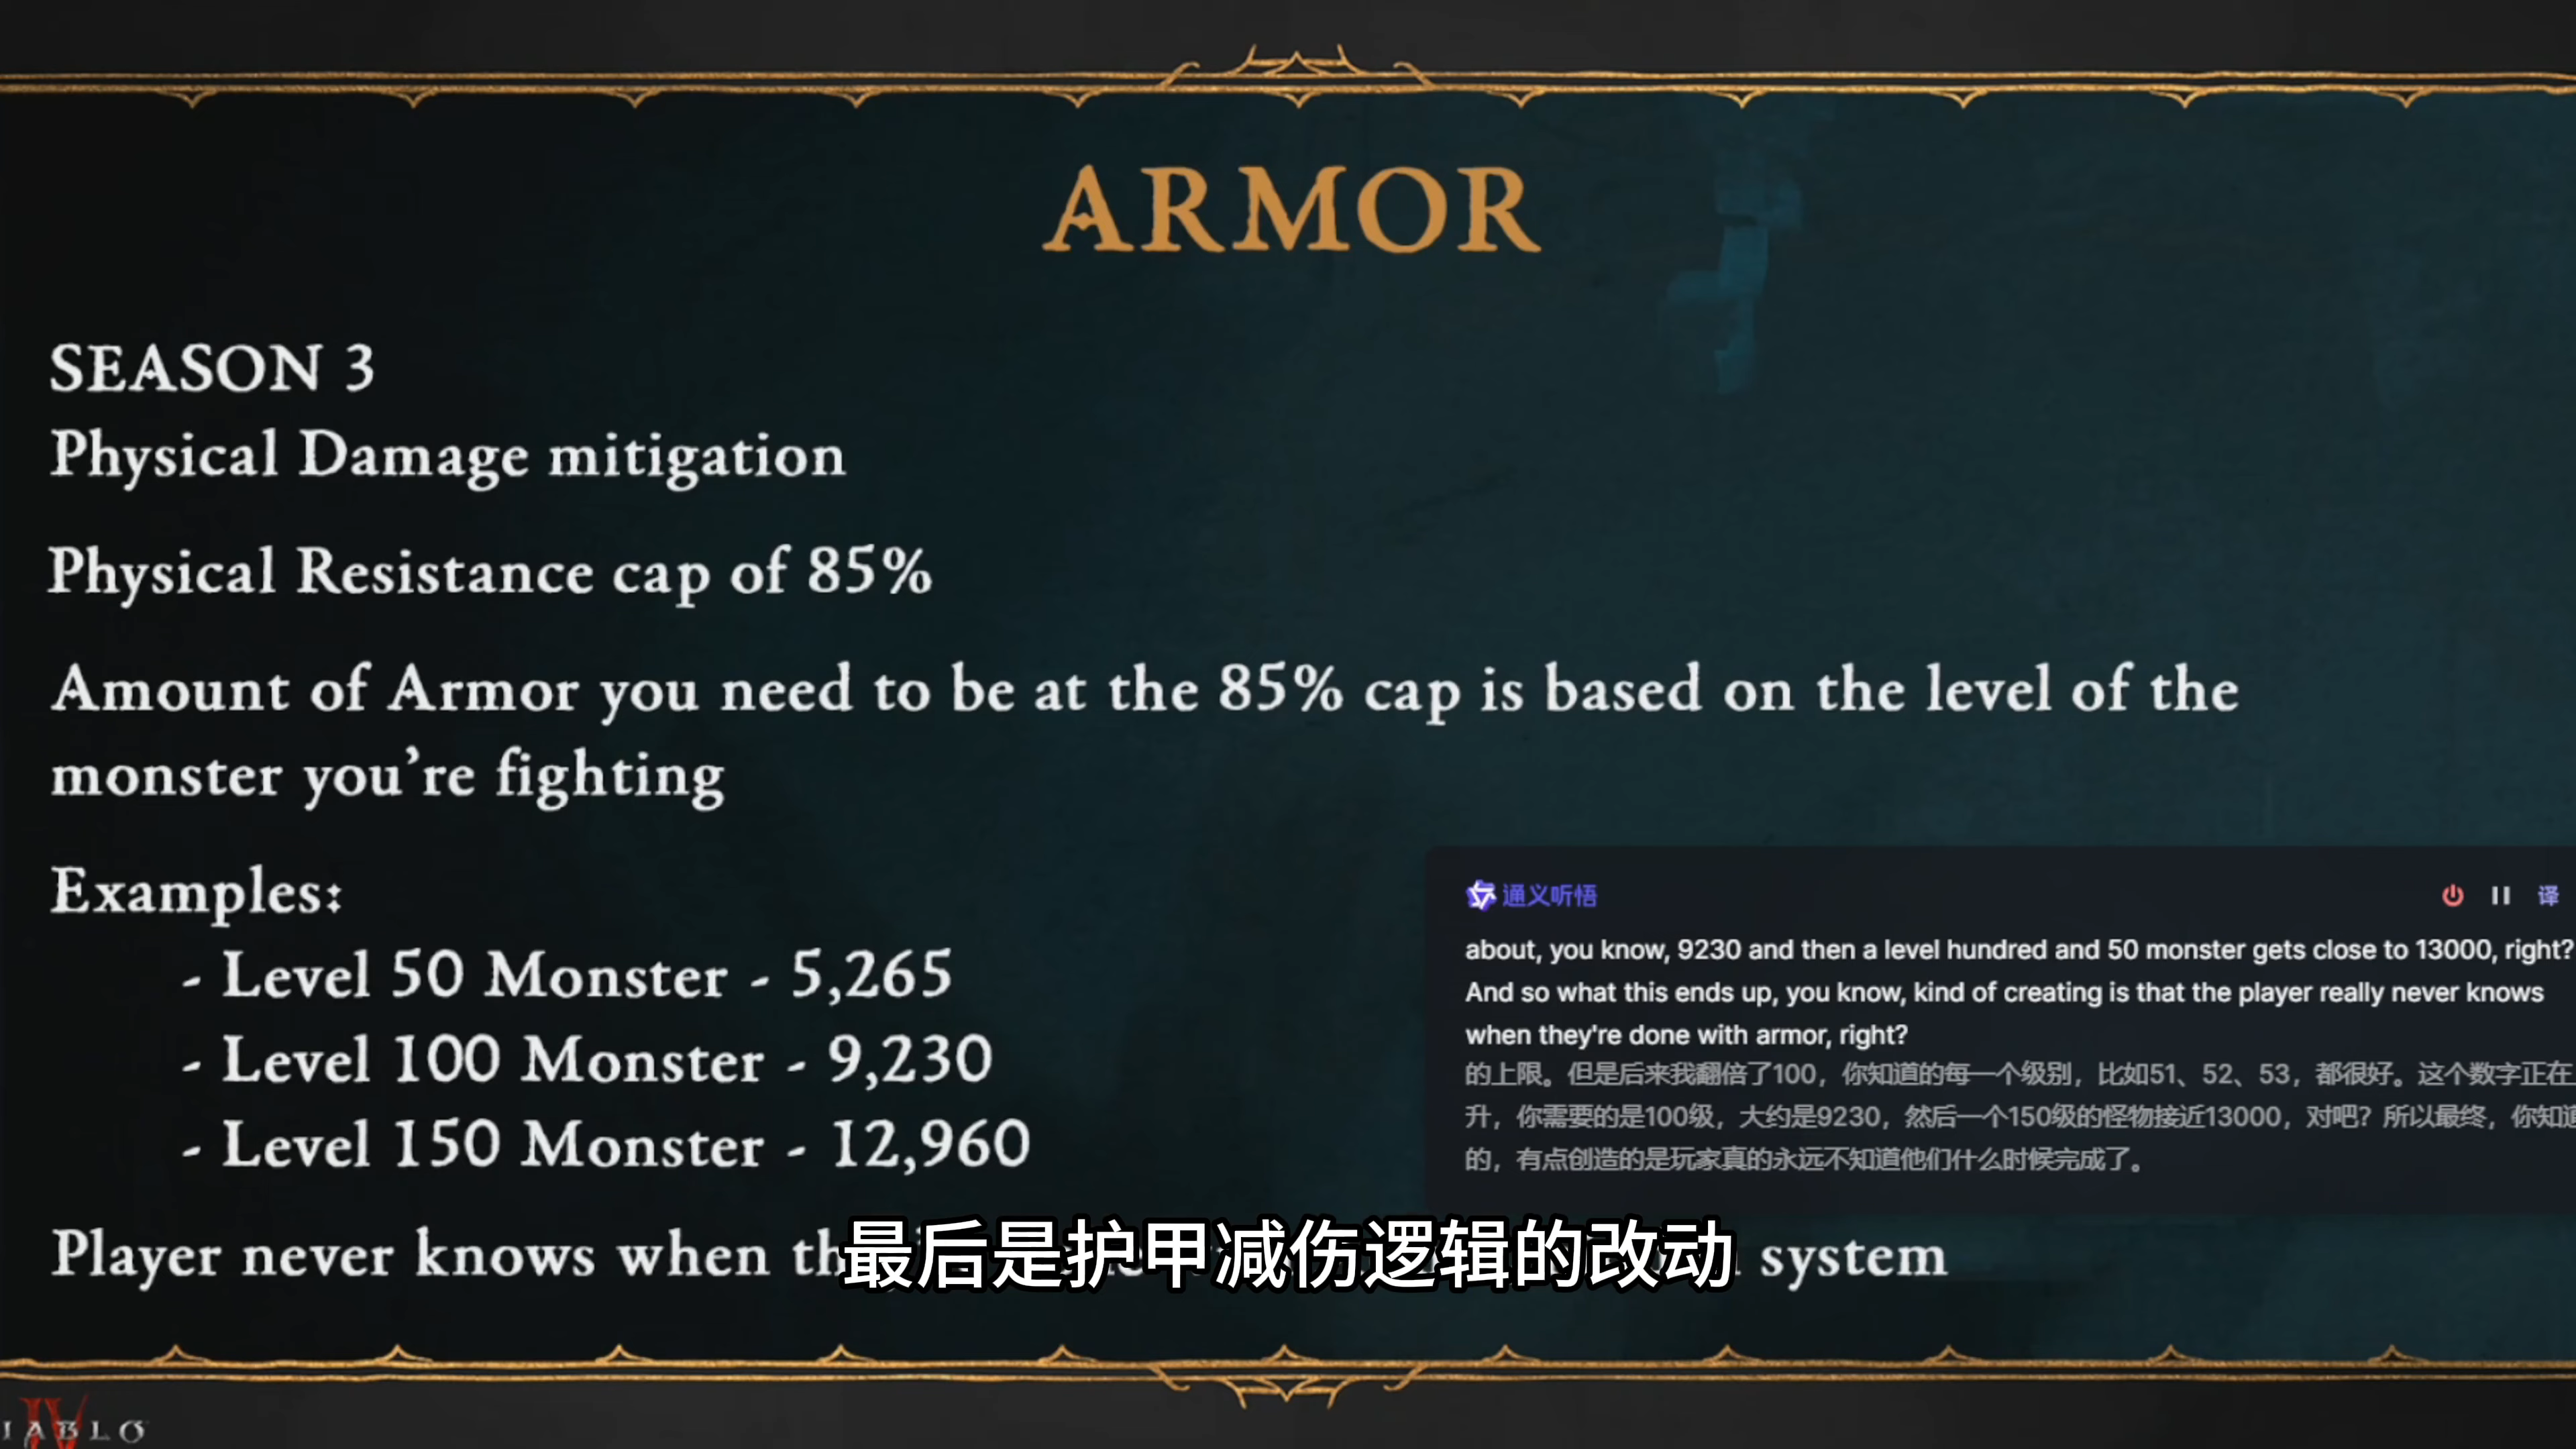 ARMOR
SEASON 3
Physical Damage mitigation
Physical Resistance cap of 85%
Amount of Armor you need to be at the 85% cap is based on the level of the
monster you're fighting
Examples:
- Level 50 Monster - 5,265
- Level 100 Monster - 9,230
- Level 150 Monster - 12,960
通义听悟
译
about, you know, 9230 and then a level hundred and 50 monster gets close to 13000, right?
And so what this ends up, you know, kind of creating is that the player really never knows
when they're done with armor, right?
的上限。但是后来我翻倍了100，你知道的每一个级别，比如51、52、53，都很好。这个数字正在
升，你需要的是100级，大约是9230，然后一个150级的怪物接近13000，对吧？所以最终，你知道
的，有点创造的是玩家真的永远不知道他们什么时候完成了。
Player never knows when system
最后是护甲减伤逻辑的改动
IABLO
IV